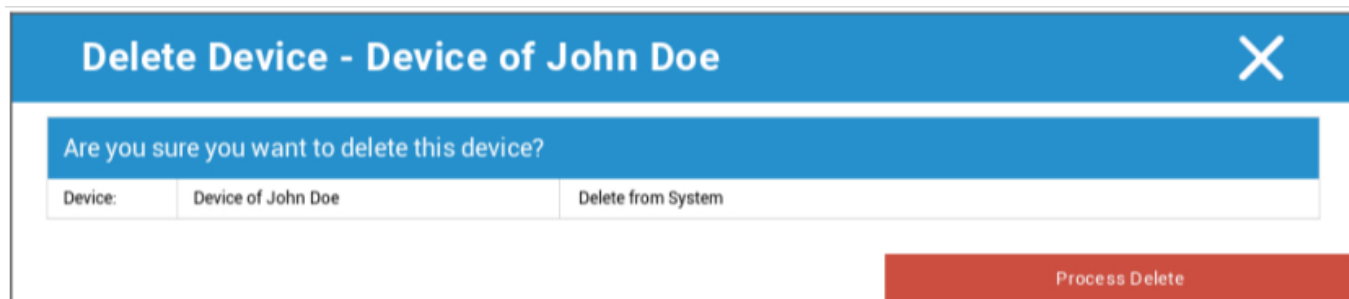 Delete Device - Device of John Doe
Are you sure you want to delete this device?
Device: Device of John Doe Delete from System
Process Delete